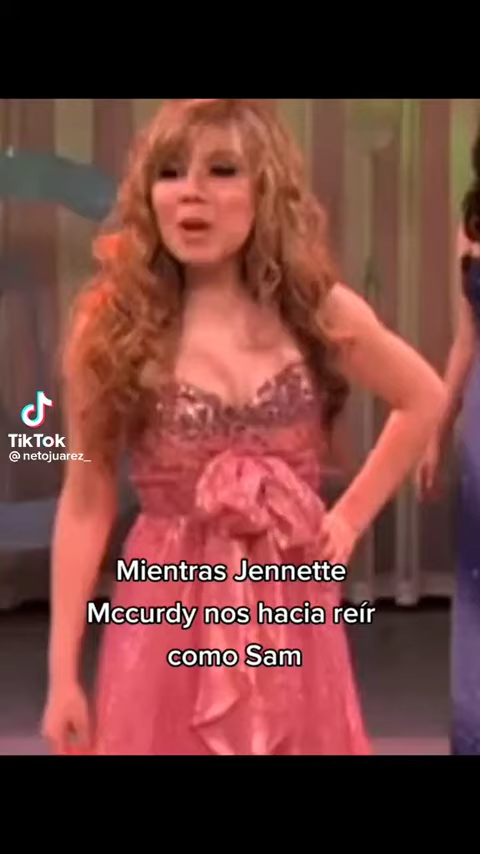 TikTok
@netojuarez_
Mientras Jennette
Mccurdy nos hacia reír
como Sam